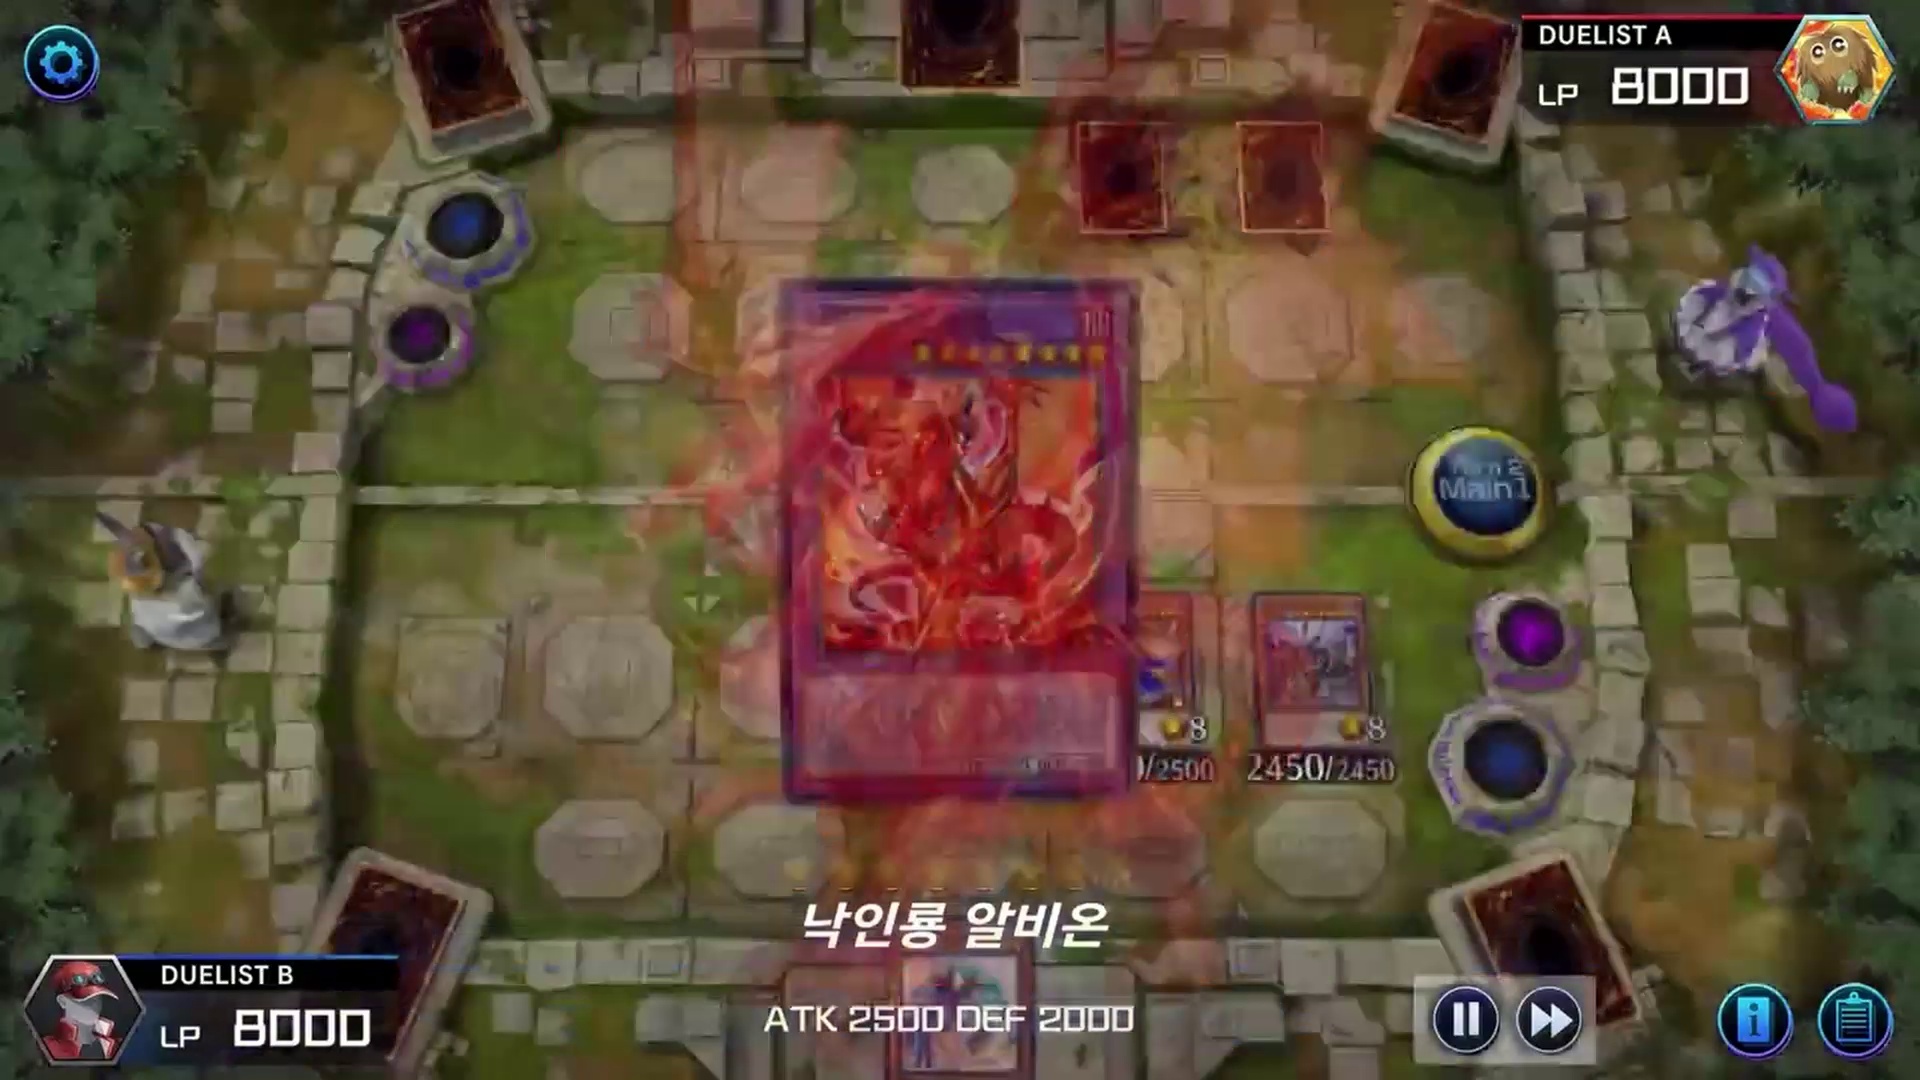 DUELIST A
LP 8000
Turn 2
Main1
8
8
/2500
2450/2450
낙인룡 알비온
ATK 2500 DEF 2000
DUELIST B
LP 8000